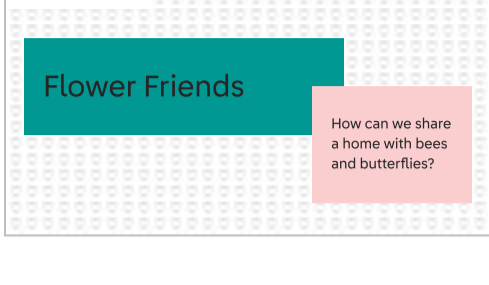 Flower Friends
How can we share
a home with bees
and butterflies?